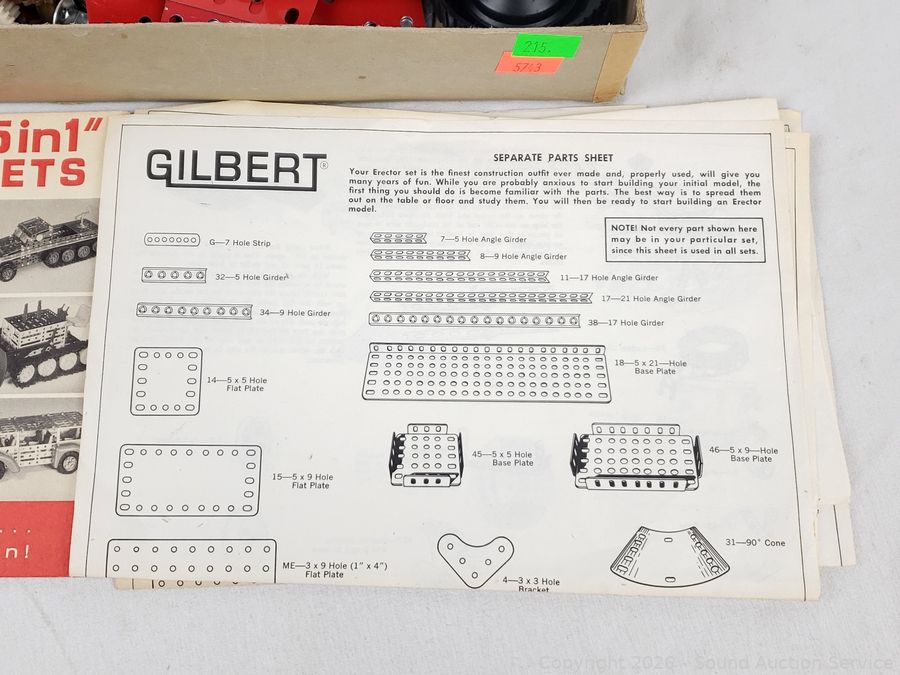 215.
5743
5in1"
ETS
n!
GILBERT®
SEPARATE PARTS SHEET
Your Erector set is the finest construction outfit ever made and, properly used, will give you
many years of fun. While you are probably anxious to start building your initial model, the
first thing you should do is become familiar with the parts. The best way is to spread them
out on the table or floor and study them. You will then be ready to start building an Erector
model.
NOTE! Not every part shown here
may be in your particular set,
since this sheet is used in all sets.
G—7 Hole Strip
7—5 Hole Angle Girder
8—9 Hole Angle Girder
32—5 Hole Girder
11—17 Hole Angle Girder
17—21 Hole Angle Girder
34—9 Hole Girder
38—17 Hole Girder
14—5 x 5 Hole
Flat Plate
18—5 x 21—Hole
Base Plate
15—5 x 9 Hole
Flat Plate
45—5 x 5 Hole
Base Plate
46—5 x 9—Hole
Base Plate
ME—3 x 9 Hole (1" x 4")
Flat Plate
4—3 x 3 Hole
Bracket
31—90° Cone
Copyright 2026 - Sound Auction Service